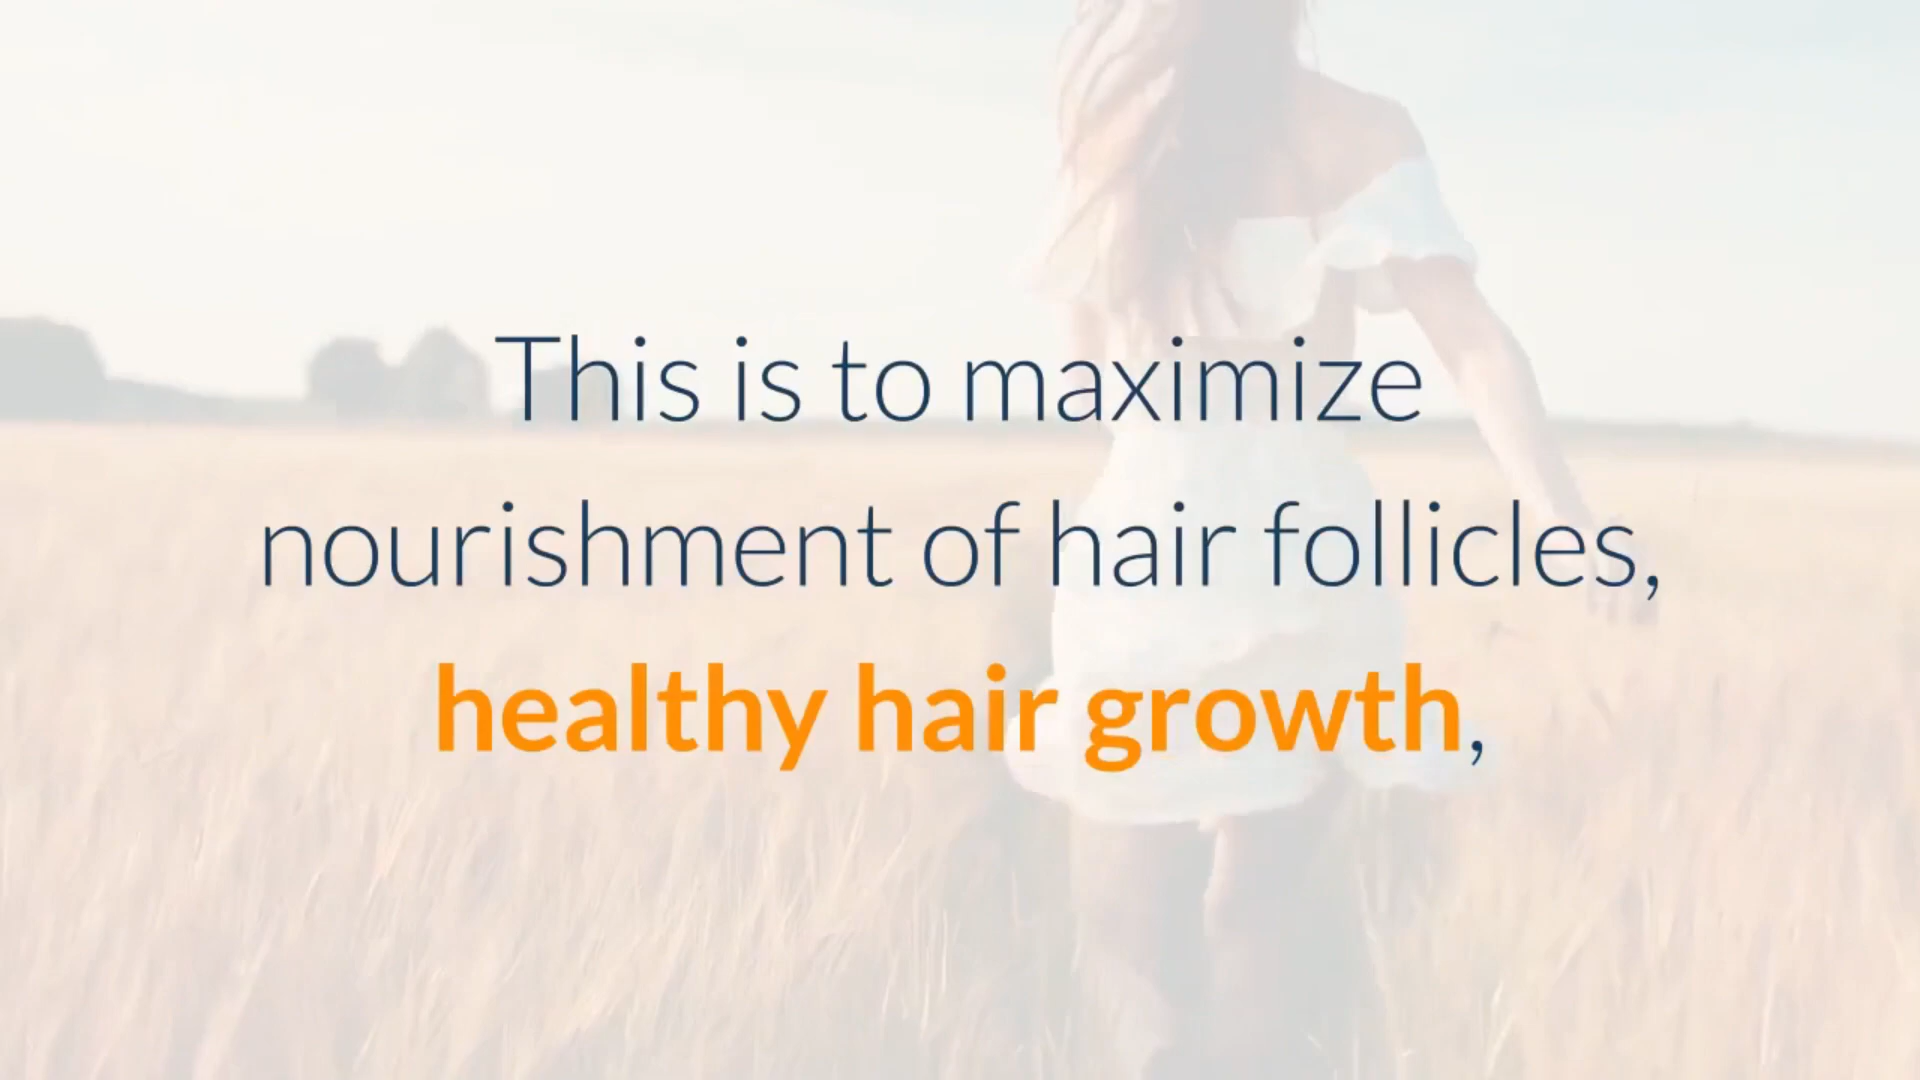 This is to maximize
nourishment of hair follicles,
healthy hair growth,